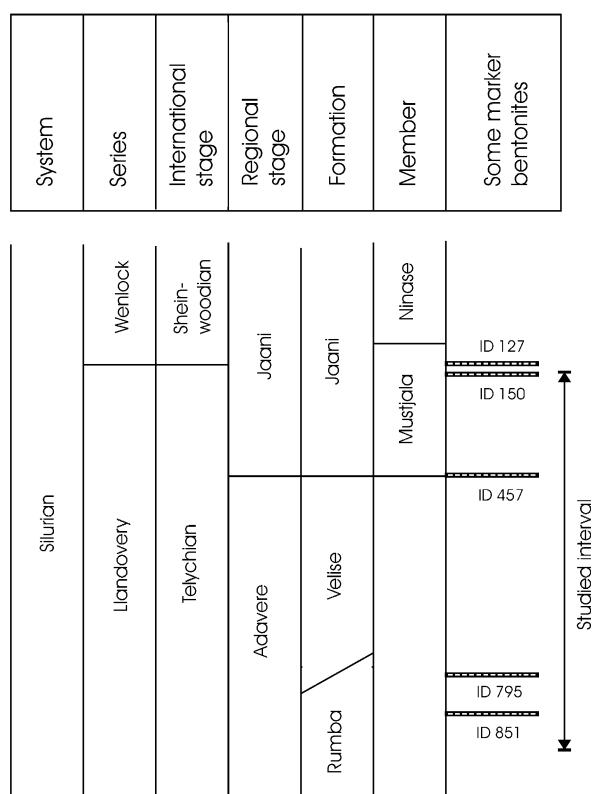 System
Series
International
stage
Regional
stage
Formation
Member
Some marker
bentonites
Silurian
Wenlock
Llandovery
Shein-
woodian
Telychian
Jaani
Adavere
Jaani
Velise
Rumba
Ninase
Mustjala
ID 127
ID 150
ID 457
ID 795
ID 851
Studied interval